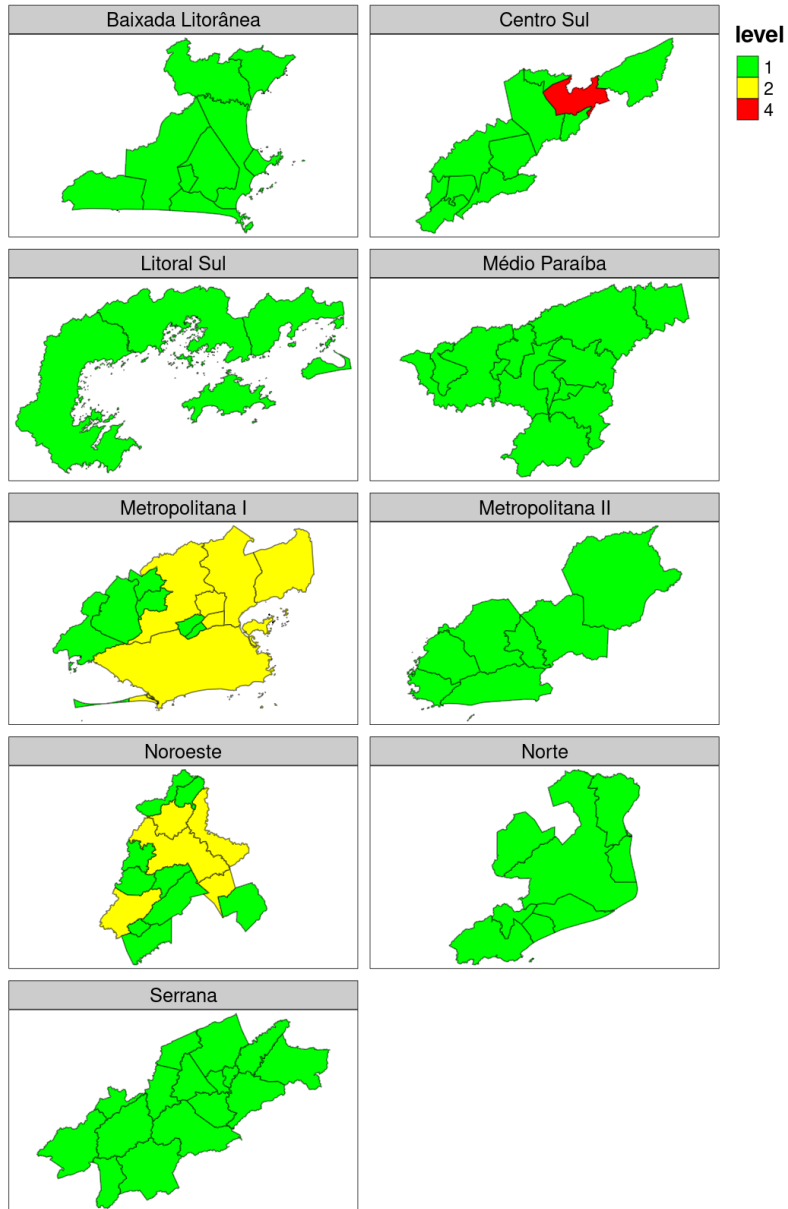 Baixada Litorânea
Centro Sul
level
1
2
4
Litoral Sul
Médio Paraíba
Metropolitana I
Metropolitana II
Noroeste
Norte
Serrana